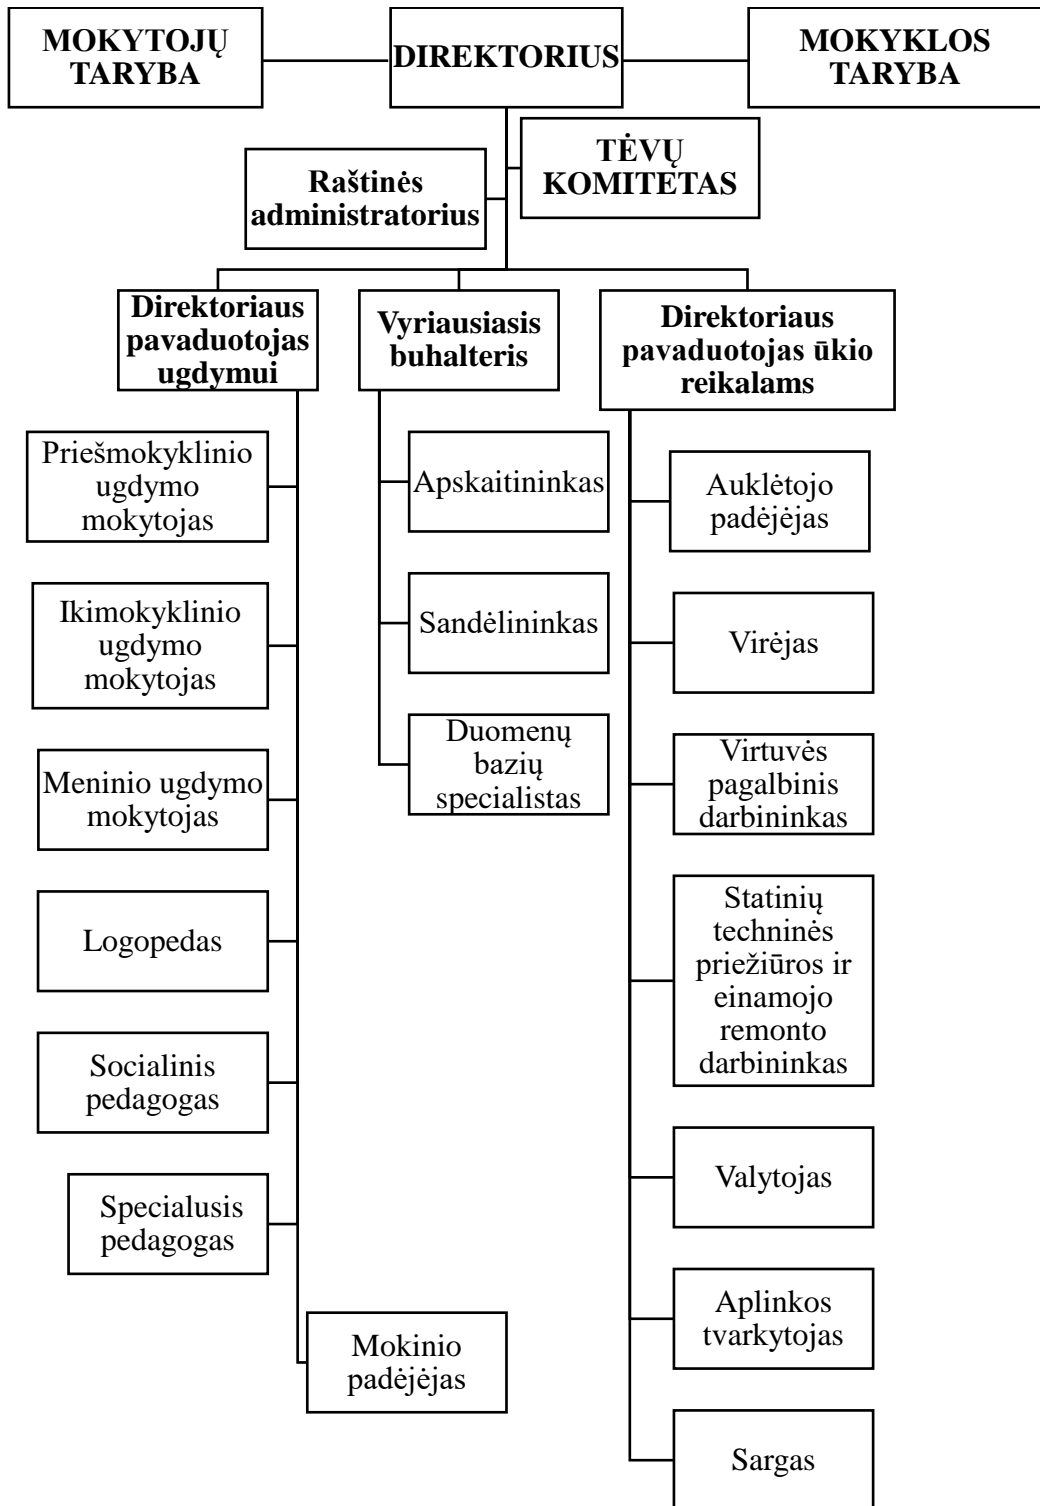 MOKYTOJŲ
TARYBA
DIREKTORIUS
MOKYKLOS
TARYBA
TĖVŲ
KOMITETAS
Raštinės
administratorius
Direktoriaus
pavaduotojas
ugdymui
Vyriausiasis
buhalteris
Direktoriaus
pavaduotojas ūkio
reikalams
Priešmokyklinio
ugdymo
mokytojas
Ikimokyklinio
ugdymo
mokytojas
Meninio ugdymo
mokytojas
Logopedas
Socialinis
pedagogas
Specialusis
pedagogas
Mokinio
padėjėjas
Apskaitininkas
Sandėlininkas
Duomenų
bazių
specialistas
Auklėtojo
padėjėjas
Virėjas
Virtuvės
pagalbinis
darbininkas
Statinių
techninės
priežiūros ir
einamojo
remonto
darbininkas
Valytojas
Aplinkos
tvarkytojas
Sargas